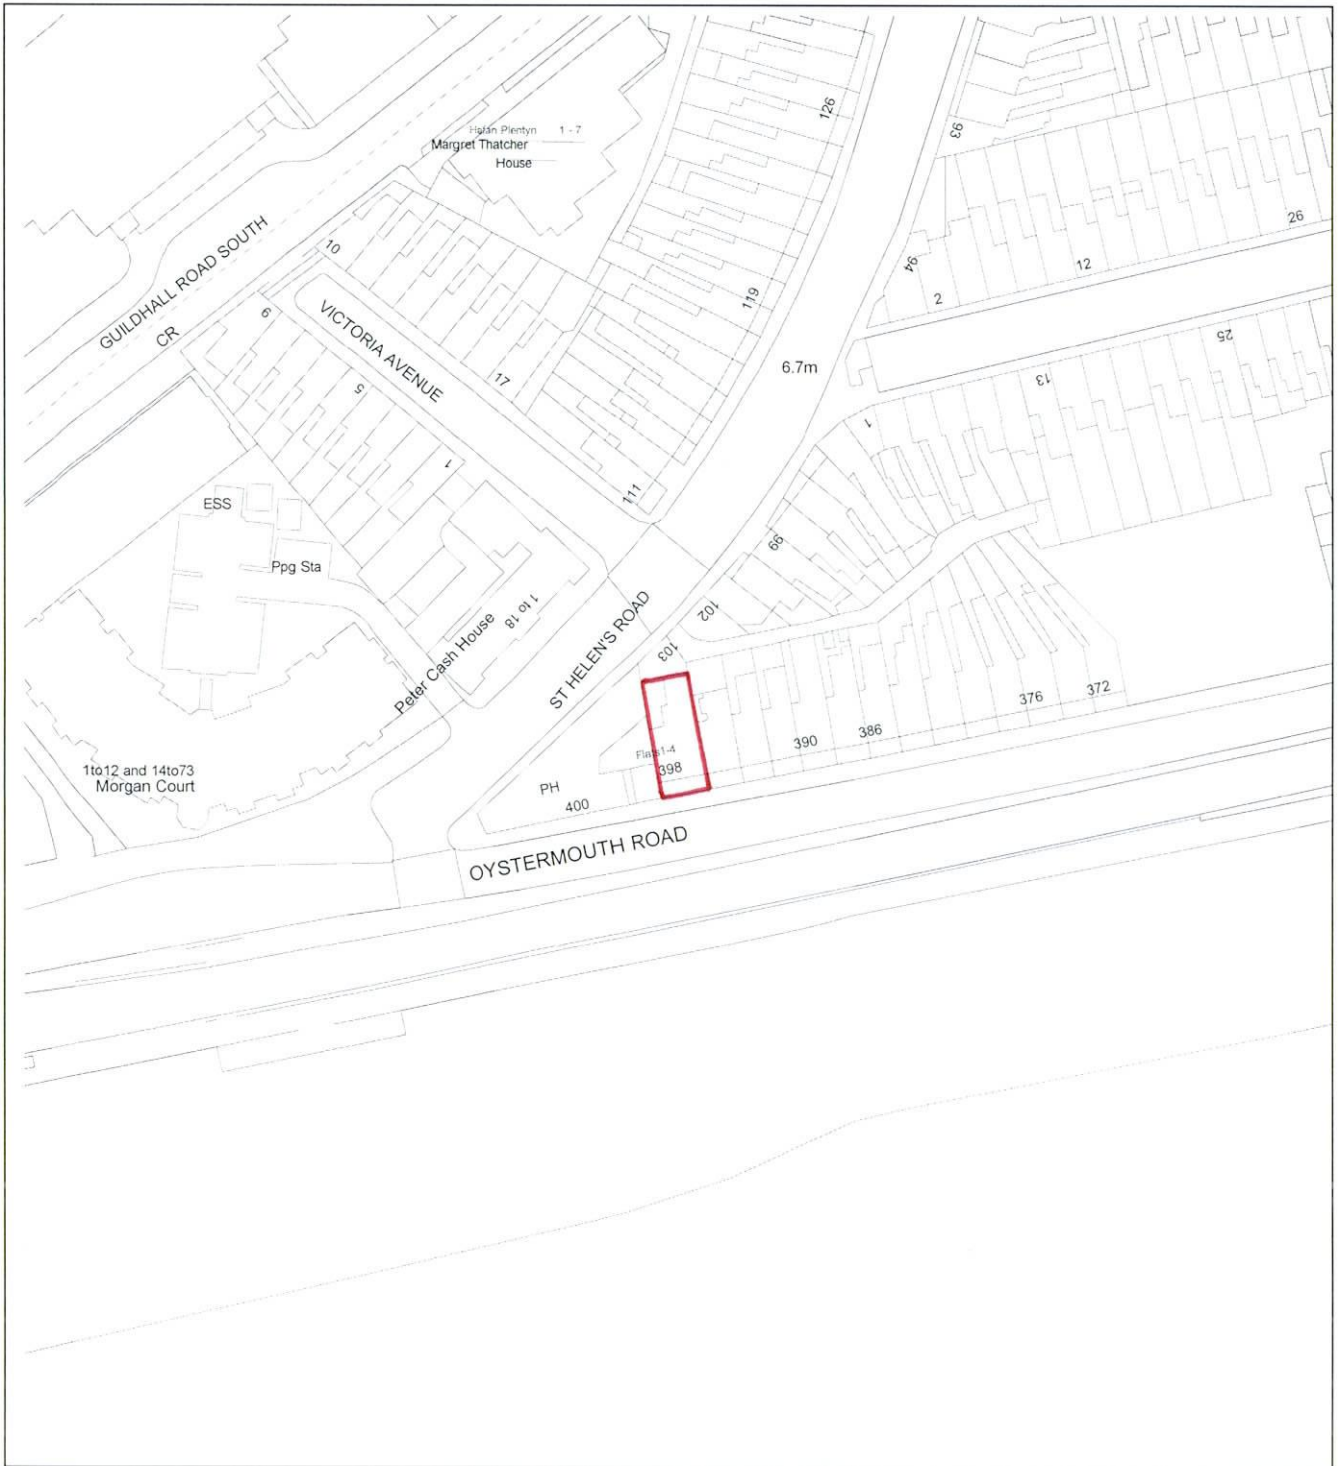 126
93
Halan Plentyn 1 - 7
Margret Thatcher
House
26
GUILDHALL ROAD SOUTH
CR
10
94
12
2
6
VICTORIA AVENUE
119
25
5
17
6.7m
13
1
1
111
ESS
99
Ppg Sta
1 to 18
Peter Cash House
ST HELEN'S ROAD
102
103
376
372
Flats 1-4
390
386
1to12 and 14to73
Morgan Court
398
PH
400
OYSTERMOUTH ROAD